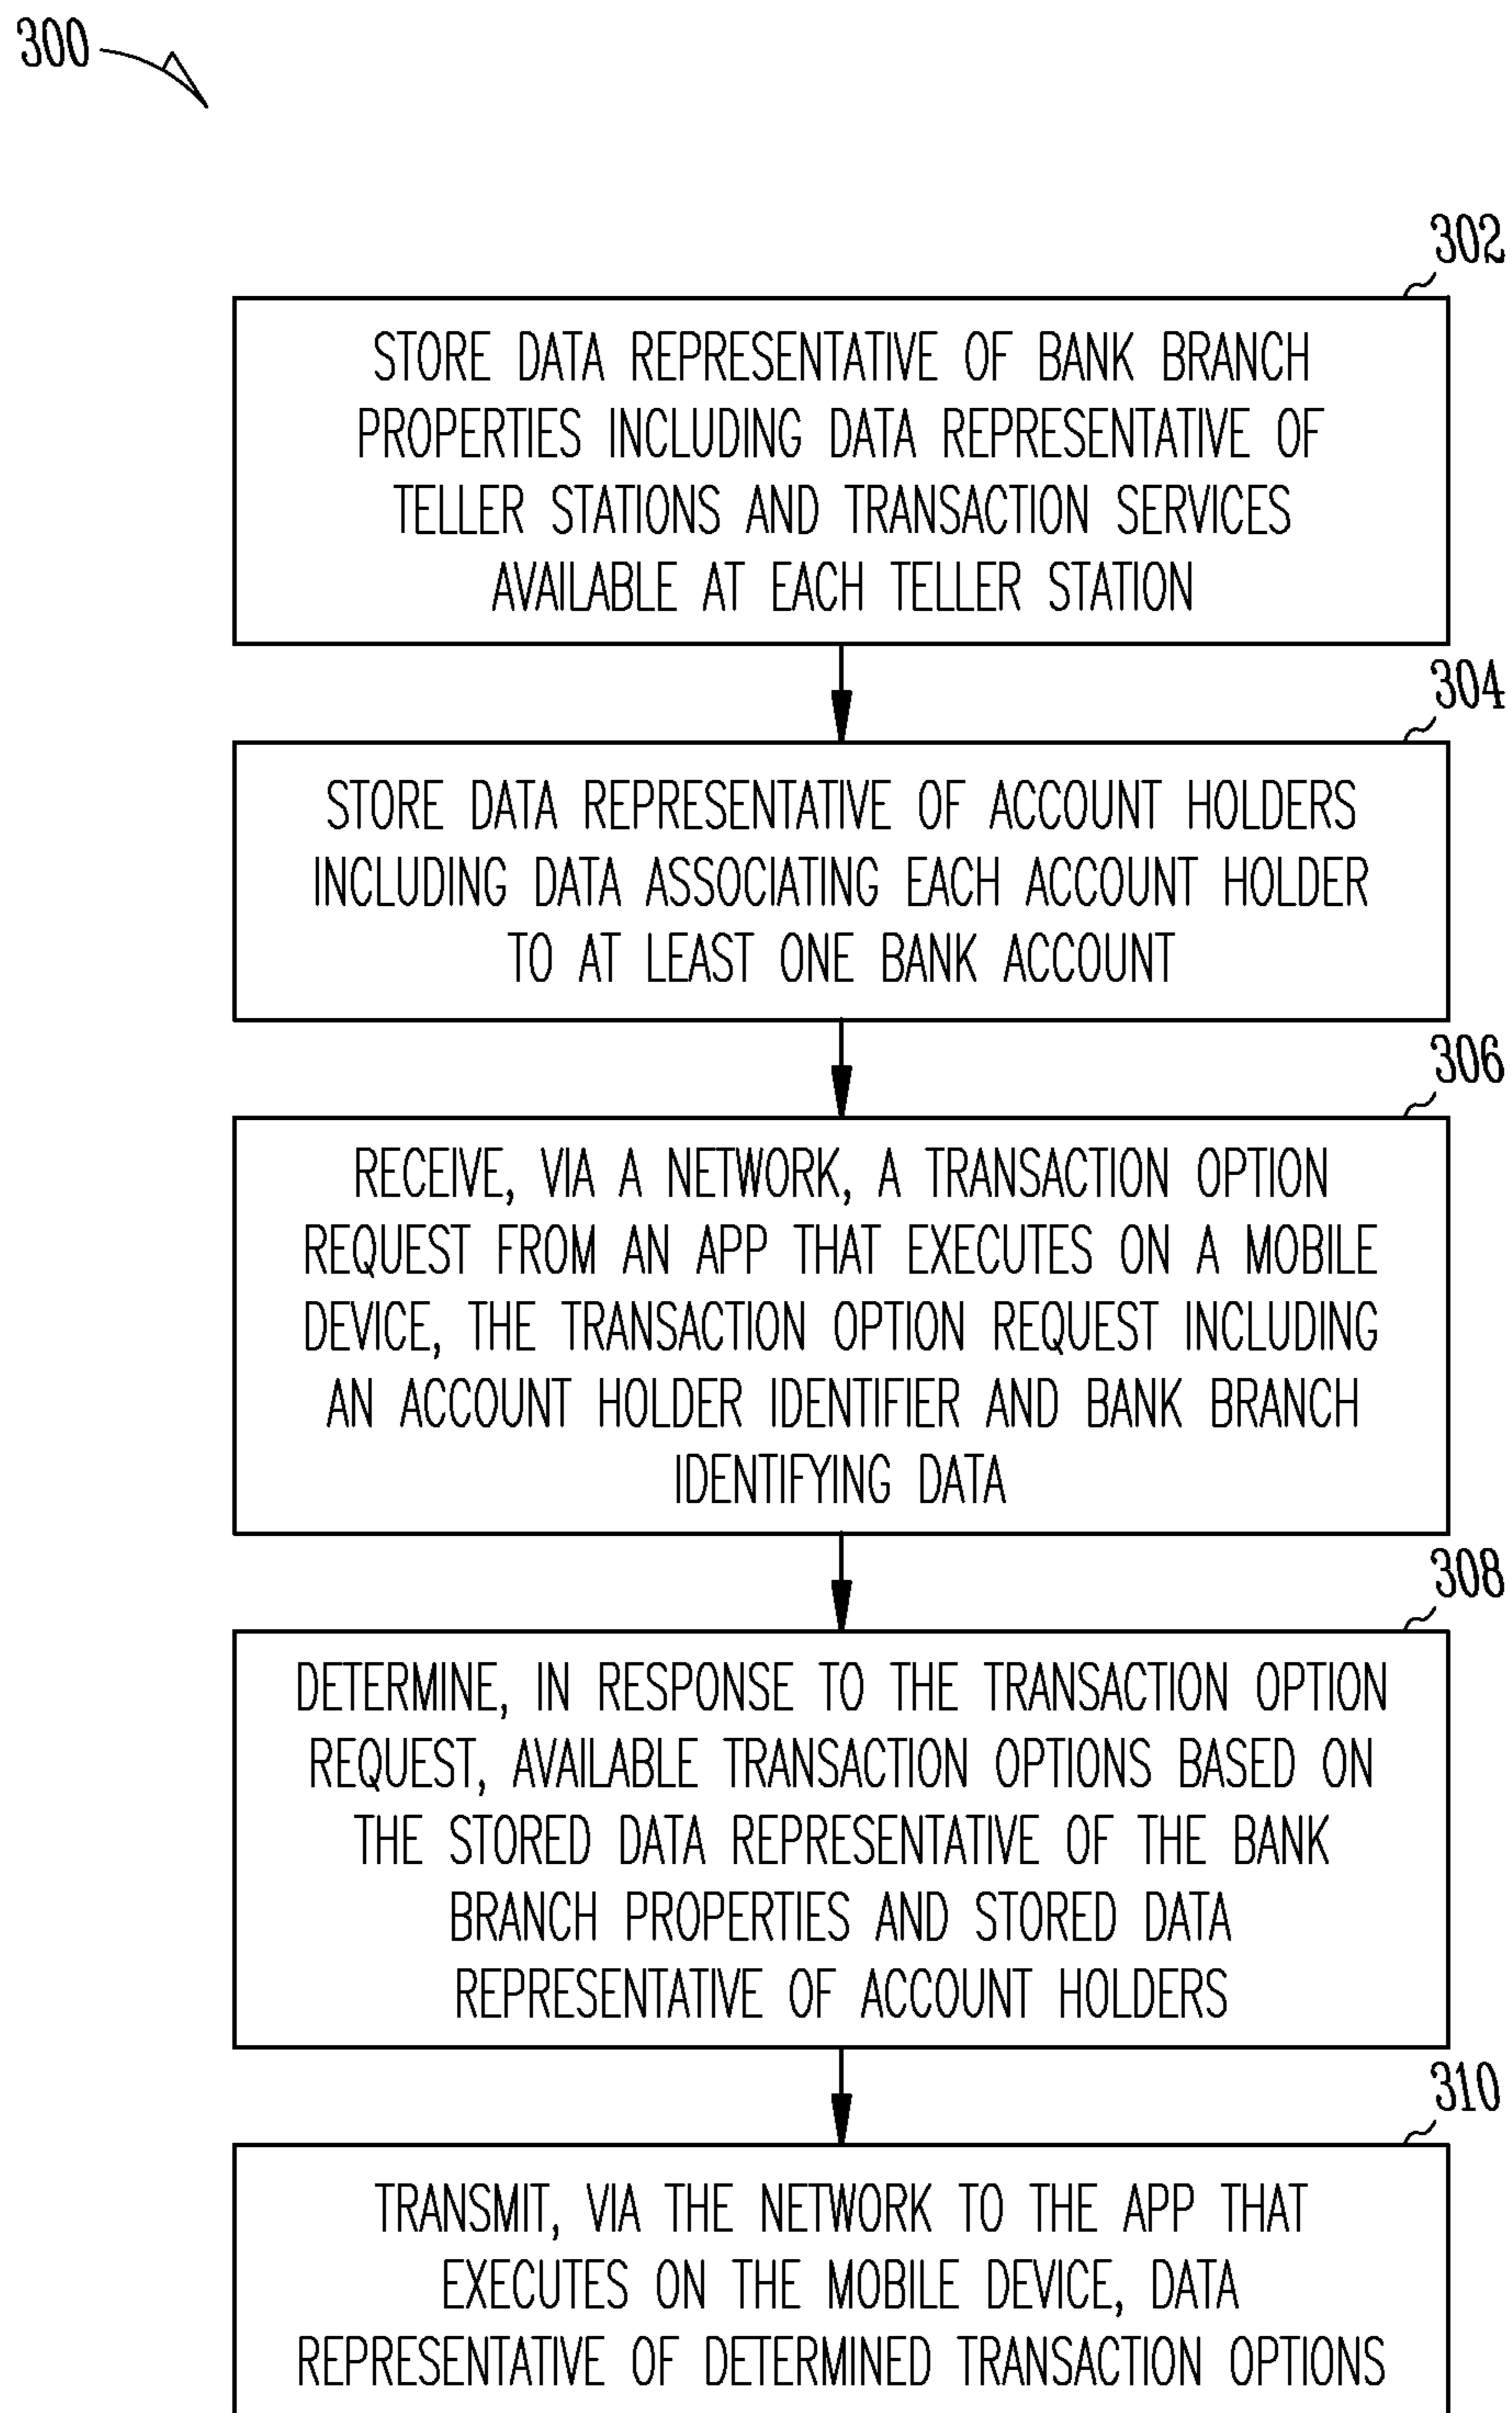 300
302
STORE DATA REPRESENTATIVE OF BANK BRANCH
PROPERTIES INCLUDING DATA REPRESENTATIVE OF
TELLER STATIONS AND TRANSACTION SERVICES
AVAILABLE AT EACH TELLER STATION
304
STORE DATA REPRESENTATIVE OF ACCOUNT HOLDERS
INCLUDING DATA ASSOCIATING EACH ACCOUNT HOLDER
TO AT LEAST ONE BANK ACCOUNT
306
RECEIVE, VIA A NETWORK, A TRANSACTION OPTION
REQUEST FROM AN APP THAT EXECUTES ON A MOBILE
DEVICE, THE TRANSACTION OPTION REQUEST INCLUDING
AN ACCOUNT HOLDER IDENTIFIER AND BANK BRANCH
IDENTIFYING DATA
308
DETERMINE, IN RESPONSE TO THE TRANSACTION OPTION
REQUEST, AVAILABLE TRANSACTION OPTIONS BASED ON
THE STORED DATA REPRESENTATIVE OF THE BANK
BRANCH PROPERTIES AND STORED DATA
REPRESENTATIVE OF ACCOUNT HOLDERS
310
TRANSMIT, VIA THE NETWORK TO THE APP THAT
EXECUTES ON THE MOBILE DEVICE, DATA
REPRESENTATIVE OF DETERMINED TRANSACTION OPTIONS